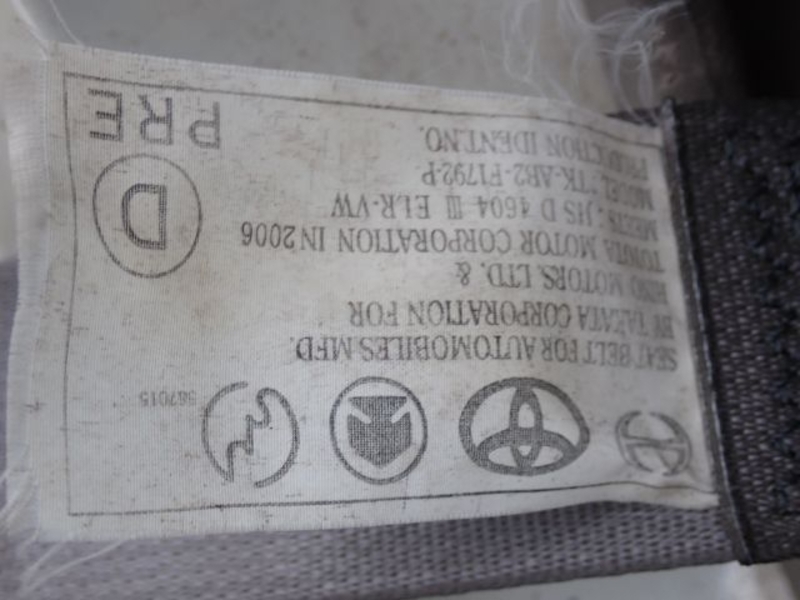 567015
SEAT BELT FOR AUTOMOBILES MFD.
BY TAKATA CORPORATION FOR
HINO MOTORS, LTD. &
TOYOTA MOTOR CORPORATION IN 2006
MEETS : JIS D 4604 III ELR-VW
MODEL : TK-AB2-F1792-P
PRODUCTION IDENT.NO.
D
PRE